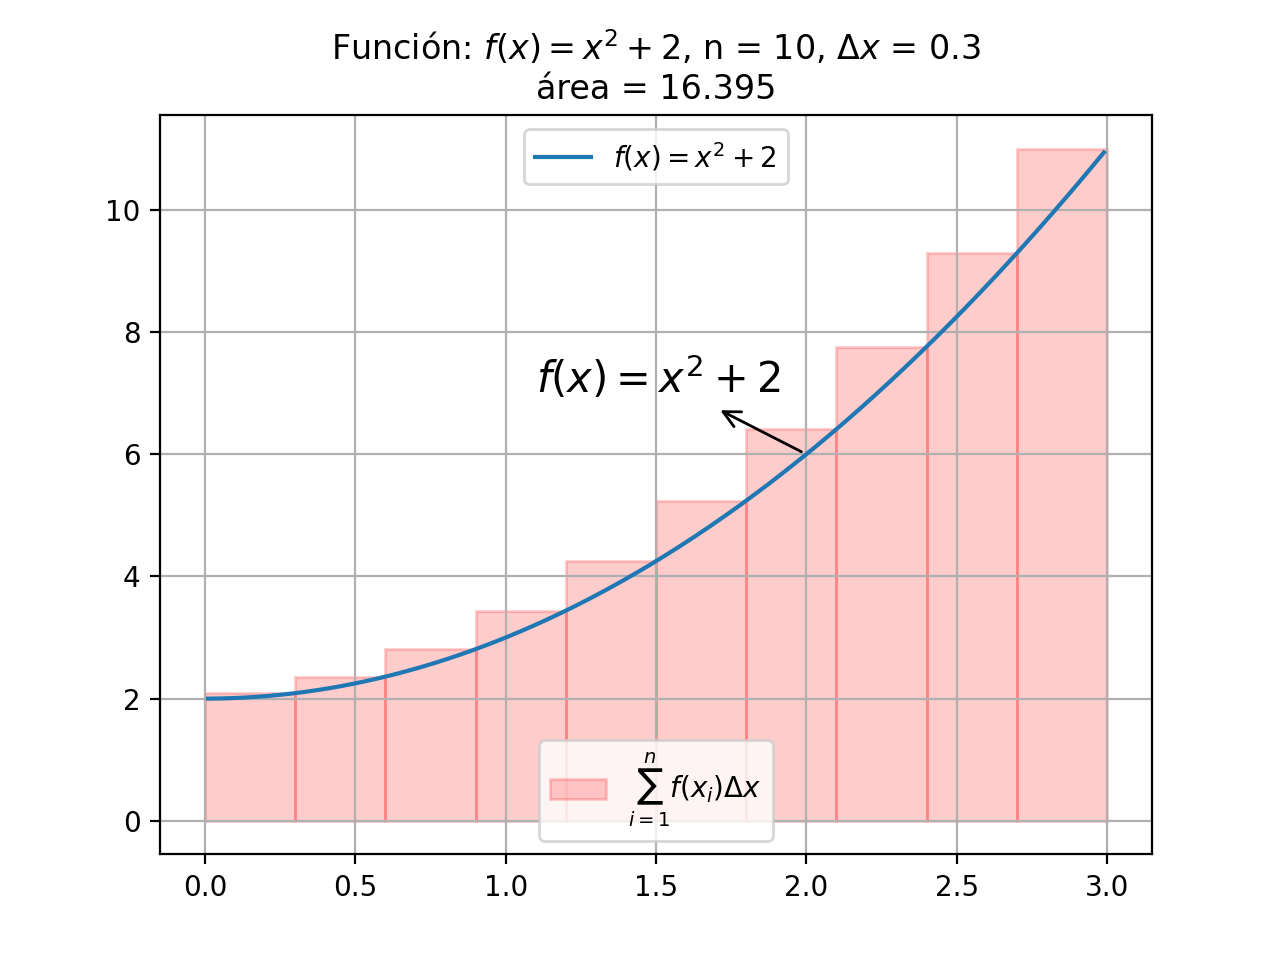 Función: f(x) = x² + 2, n = 10, Δx = 0.3
área = 16.395
f(x) = x² + 2
10
8
f(x) = x² + 2
6
4
2
n
∑ f(xᵢ)Δx
i = 1
0
0.0 0.5 1.0 1.5 2.0 2.5 3.0